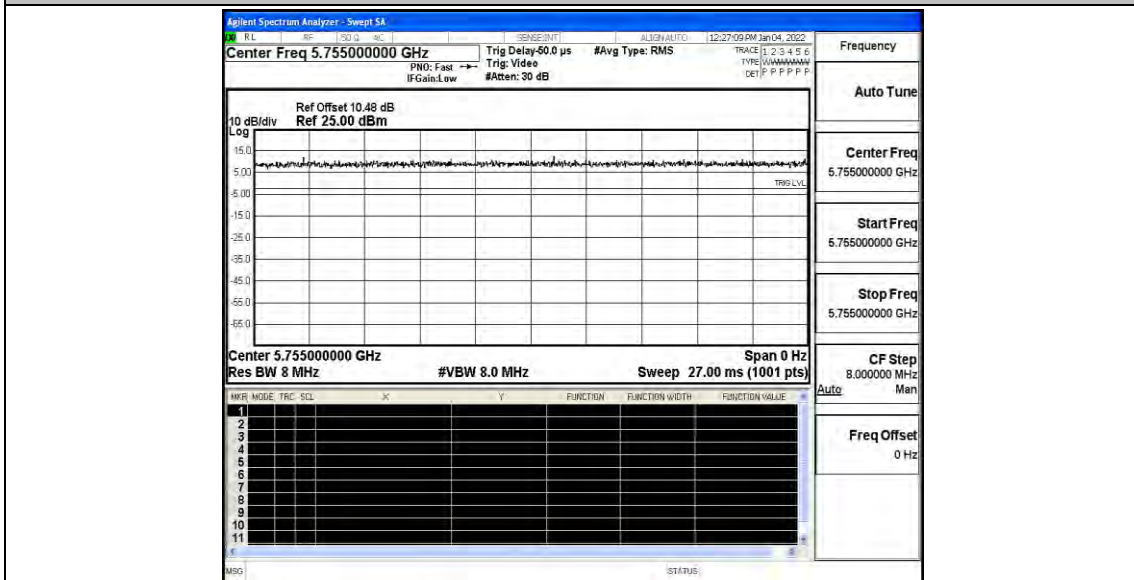 Agilent Spectrum Analyzer - Swept SA
RL RF 50 Ω AC SENSE:INT ALIGN AUTO 12:27:09 PM Jan 04, 2022
Center Freq 5.755000000 GHz
PNO: Fast
IFGain:Low
Trig Delay-50.0 µs
Trig: Video
#Atten: 30 dB
#Avg Type: RMS
TRACE 1 2 3 4 5 6
TYPE
DET P P P P P P
Ref Offset 10.48 dB
10 dB/div Ref 25.00 dBm
Log
15.0
5.00
-5.00
-15.0
-25.0
-35.0
-45.0
-55.0
-65.0
TRIG LVL
Center 5.755000000 GHz Span 0 Hz
Res BW 8 MHz #VBW 8.0 MHz Sweep 27.00 ms (1001 pts)
MKR MODE TRC SCL X Y FUNCTION FUNCTION WIDTH FUNCTION VALUE
1
2
3
4
5
6
7
8
9
10
11
MSG STATUS
Frequency
Auto Tune
Center Freq
5.755000000 GHz
Start Freq
5.755000000 GHz
Stop Freq
5.755000000 GHz
CF Step
8.000000 MHz
Auto Man
Freq Offset
0 Hz